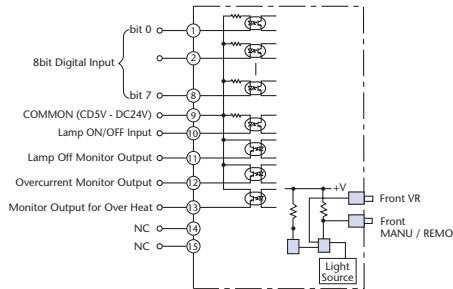 bit 0
1
8bit Digital Input
2
bit 7
8
COMMON (CD5V - DC24V)
9
Lamp ON/OFF Input
10
Lamp Off Monitor Output
11
Overcurrent Monitor Output
12
Monitor Output for Over Heat
13
NC
14
NC
15
+V
Front VR
Front
MANU / REMO
Light
Source